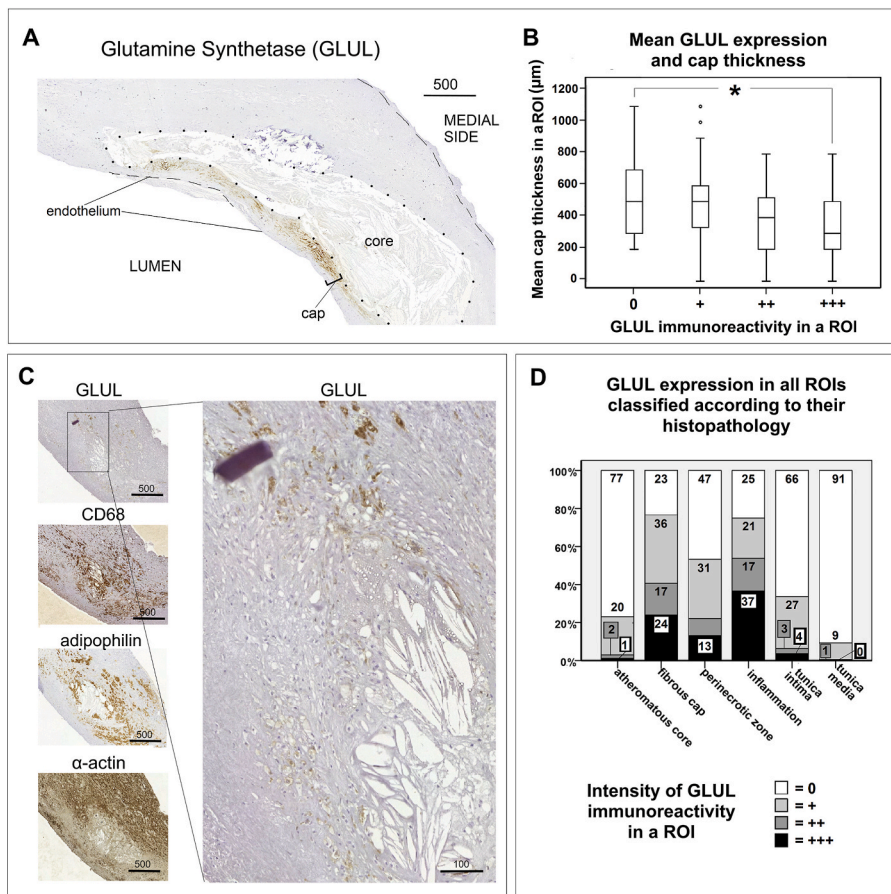 A
Glutamine Synthetase (GLUL)
500
MEDIAL
SIDE
endothelium
core
LUMEN
cap
B
Mean GLUL expression
and cap thickness
Mean cap thickness in a ROI (μm)
1200
1000
800
600
400
200
0
*
0 + ++ +++
GLUL immunoreactivity in a ROI
C
GLUL
500
CD68
500
adipophilin
500
α-actin
500
GLUL
100
D
GLUL expression in all ROIs
classified according to their
histopathology
100%
80%
60%
40%
20%
0%
77 23 47 25 66 91
36 31 21
17 17
20 27 9
2 3 1
1 24 13 37 4 0
atheromatous core
fibrous cap
perinecrotic zone
inflammation
tunica
intima
tunica
media
Intensity of GLUL
immunoreactivity
in a ROI
= 0
= +
= ++
= +++